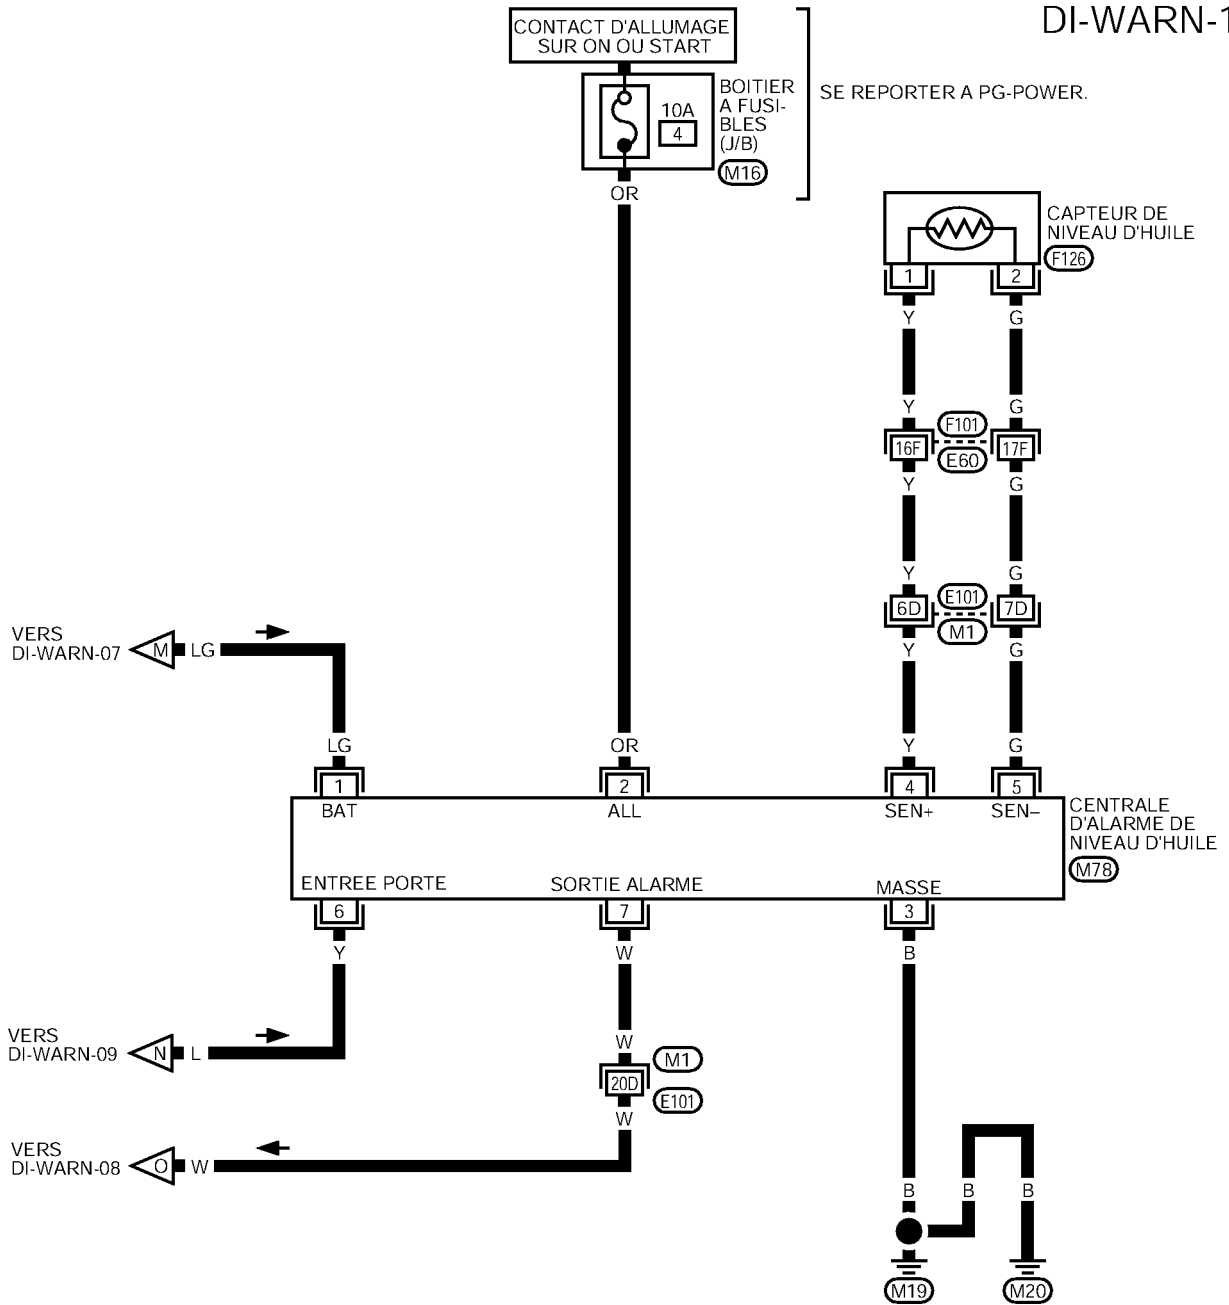 DI-WARN-1
CONTACT D'ALLUMAGE
SUR ON OU START
BOITIER
A FUSI-
BLES
(J/B)
M16
10A
4
SE REPORTER A PG-POWER.
OR
CAPTEUR DE
NIVEAU D'HUILE
F126
1
2
Y
G
Y
G
F101
16F
17F
E60
Y
G
Y
G
E101
6D
7D
M1
Y
G
VERS
DI-WARN-07
M
LG
LG
OR
Y
G
1
2
4
5
BAT
ALL
SEN+
SEN–
CENTRALE
D'ALARME DE
NIVEAU D'HUILE
M78
ENTREE PORTE
SORTIE ALARME
MASSE
6
7
3
Y
W
B
VERS
DI-WARN-09
N
L
W
M1
20D
E101
W
VERS
DI-WARN-08
O
W
B
B
B
M19
M20